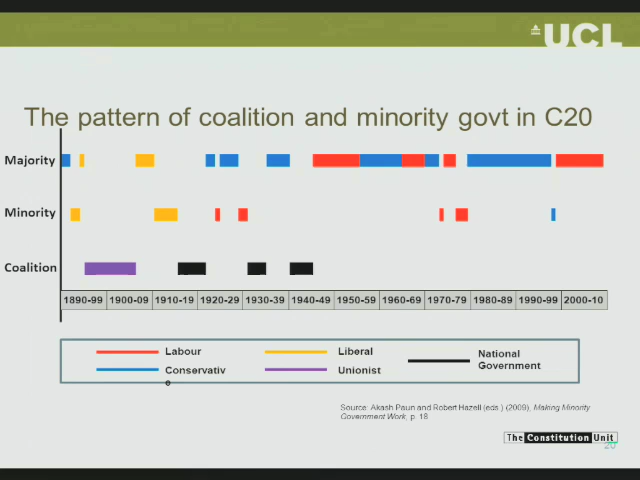 UCL
The pattern of coalition and minority govt in C20
Majority
Minority
Coalition
1890-99 1900-09 1910-19 1920-29 1930-39 1940-49 1950-59 1960-69 1970-79 1980-89 1990-99 2000-10
Labour
Liberal
National
Government
Conservativ
e
Unionist
Source: Akash Paun and Robert Hazell (eds.) (2009), Making Minority
Government Work, p. 18
The Constitution Unit
20